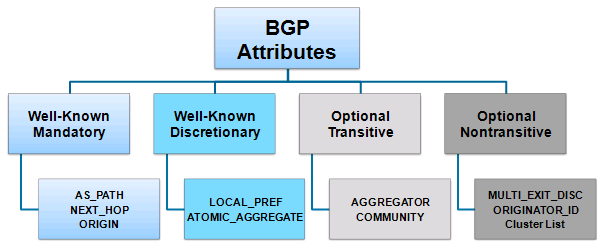 BGP
Attributes
Well-Known
Mandatory
Well-Known
Discretionary
Optional
Transitive
Optional
Nontransitive
AS_PATH
NEXT_HOP
ORIGIN
LOCAL_PREF
ATOMIC_AGGREGATE
AGGREGATOR
COMMUNITY
MULTI_EXIT_DISC
ORIGINATOR_ID
Cluster List